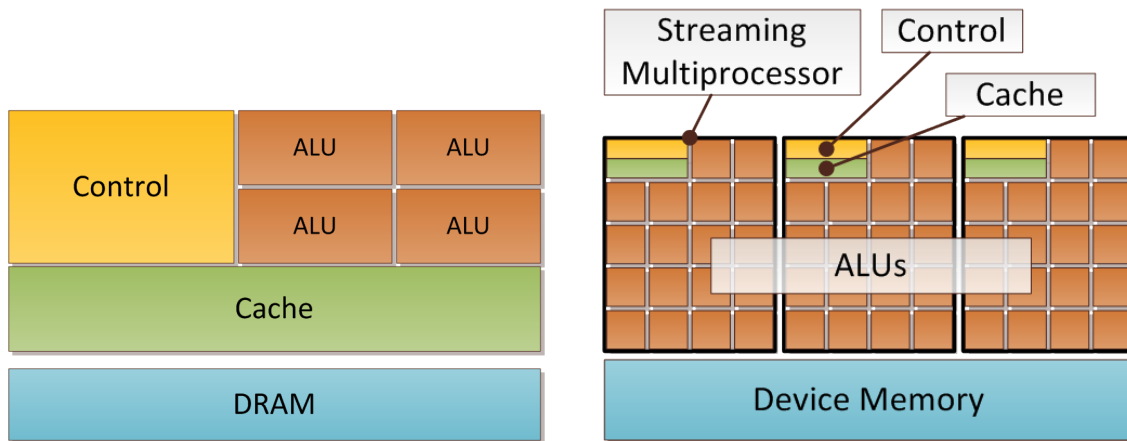 Control
ALU
ALU
ALU
ALU
Cache
DRAM
Streaming
Multiprocessor
Control
Cache
ALUs
Device Memory